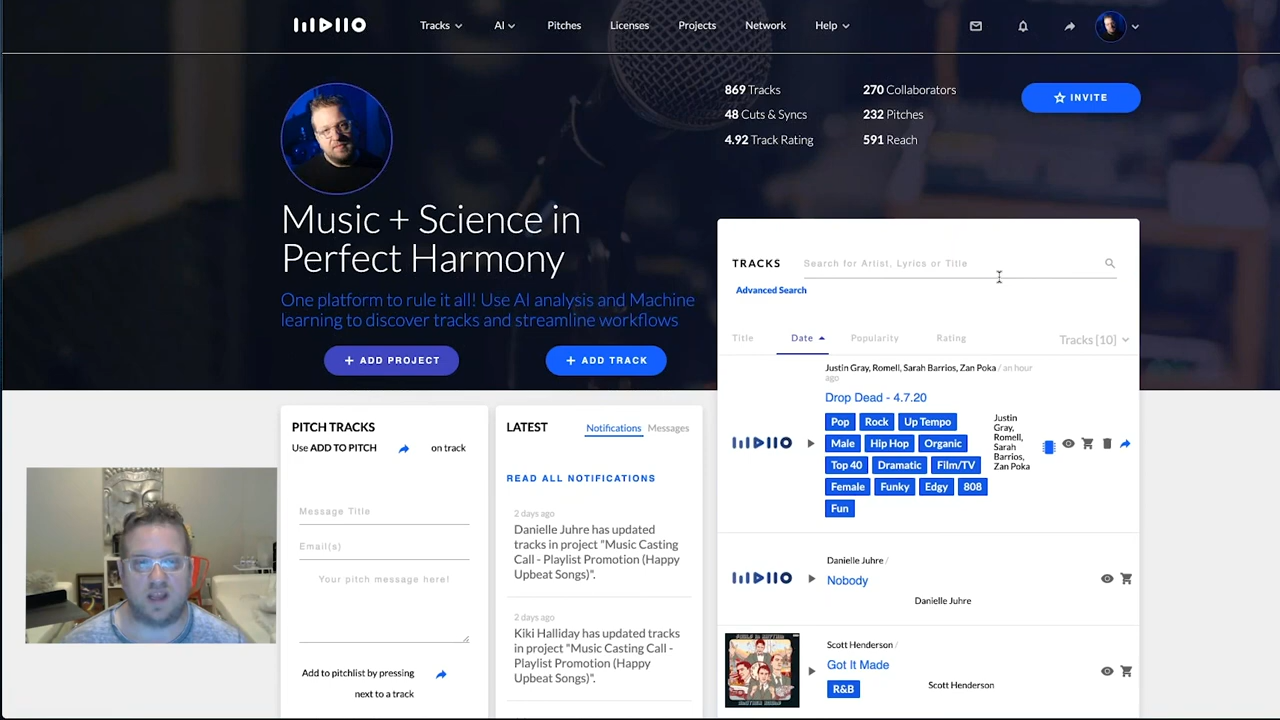 Tracks
AI
Pitches
Licenses
Projects
Network
Help
869 Tracks
270 Collaborators
48 Cuts & Syncs
232 Pitches
4.92 Track Rating
591 Reach
INVITE
Music + Science in
Perfect Harmony
One platform to rule it all! Use AI analysis and Machine
learning to discover tracks and streamline workflows
+ ADD PROJECT
+ ADD TRACK
PITCH TRACKS
Use ADD TO PITCH
on track
Message Title
Email(s)
Your pitch message here!
Add to pitchlist by pressing
next to a track
LATEST
Notifications
Messages
READ ALL NOTIFICATIONS
2 days ago
Danielle Juhre has updated
tracks in project "Music Casting
Call - Playlist Promotion (Happy
Upbeat Songs)".
2 days ago
Kiki Halliday has updated tracks
in project "Music Casting Call -
Playlist Promotion (Happy
Upbeat Songs)".
TRACKS
Search for Artist, Lyrics or Title
Advanced Search
Title
Date
Popularity
Rating
Tracks [10]
Justin Gray, Romell, Sarah Barrios, Zan Poka / an hour
ago
Drop Dead - 4.7.20
Pop Rock Up Tempo
Male Hip Hop Organic
Top 40 Dramatic Film/TV
Female Funky Edgy 808
Fun
Justin
Gray,
Romell,
Sarah
Barrios,
Zan Poka
Danielle Juhre /
Nobody
Danielle Juhre
Scott Henderson /
Got It Made
R&B
Scott Henderson